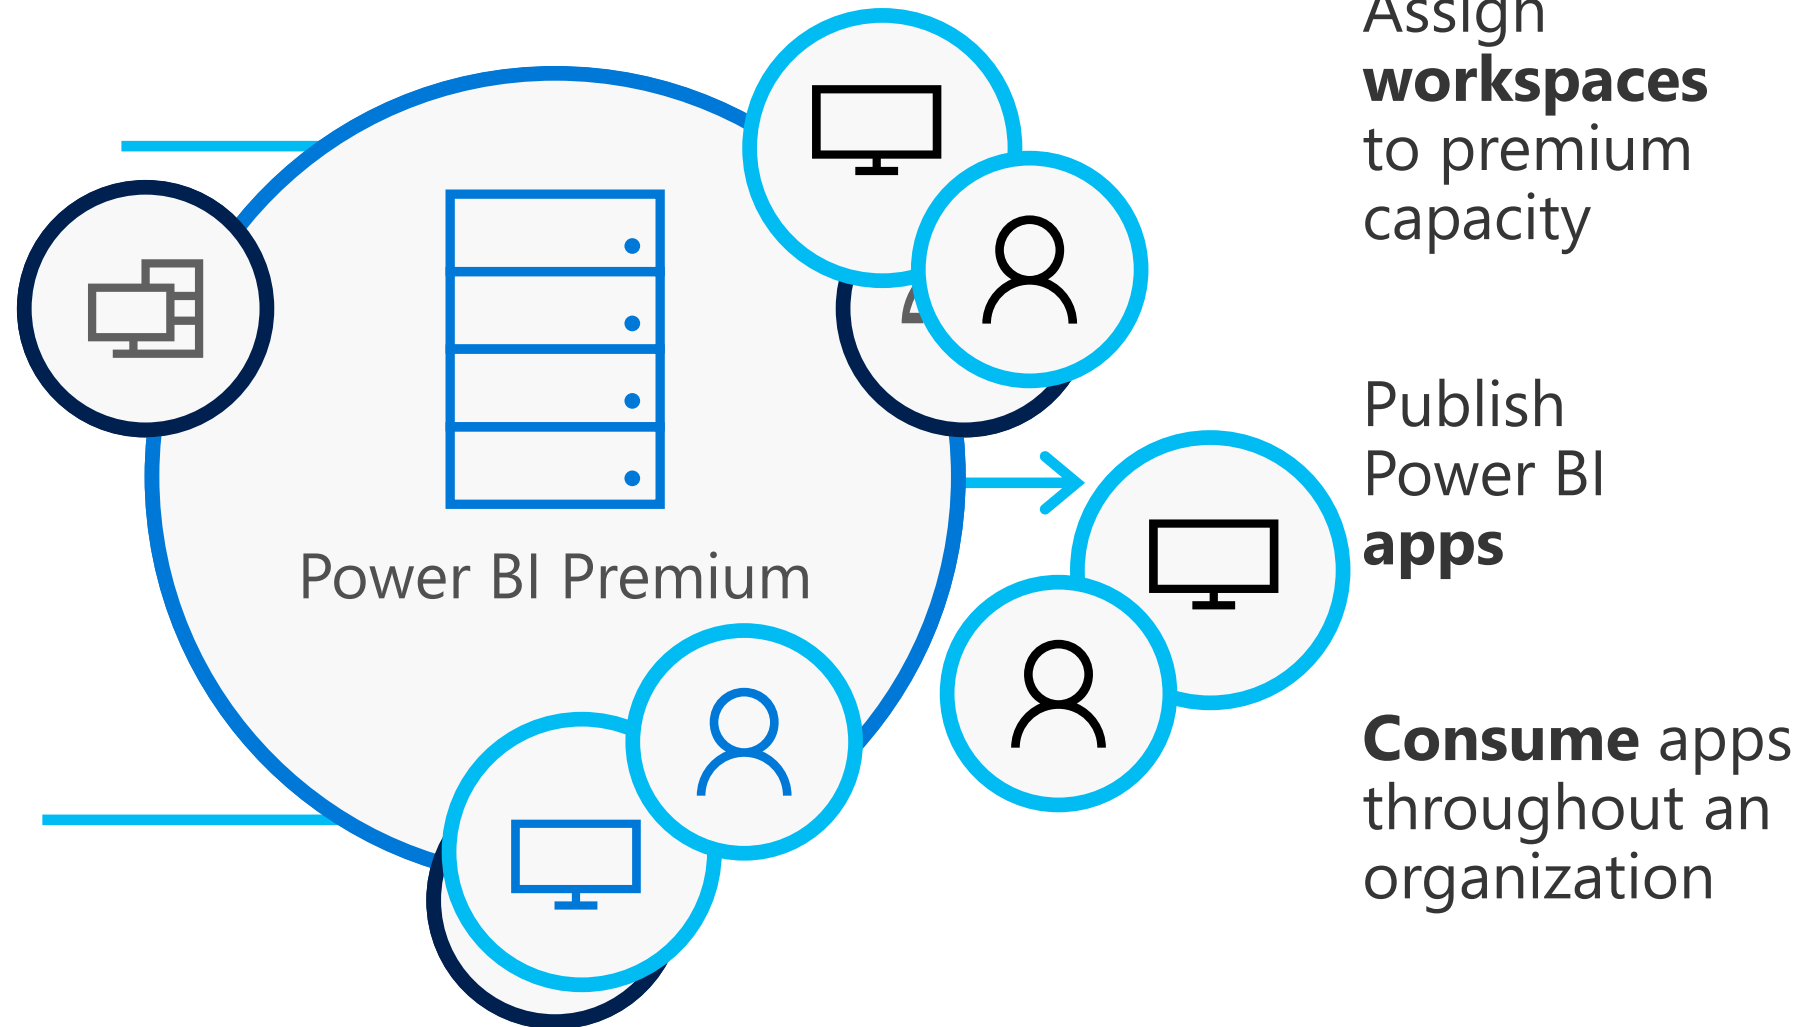 Assign
workspaces
to premium
capacity
Power BI Premium
Publish
Power BI
apps
Consume apps
throughout an
organization